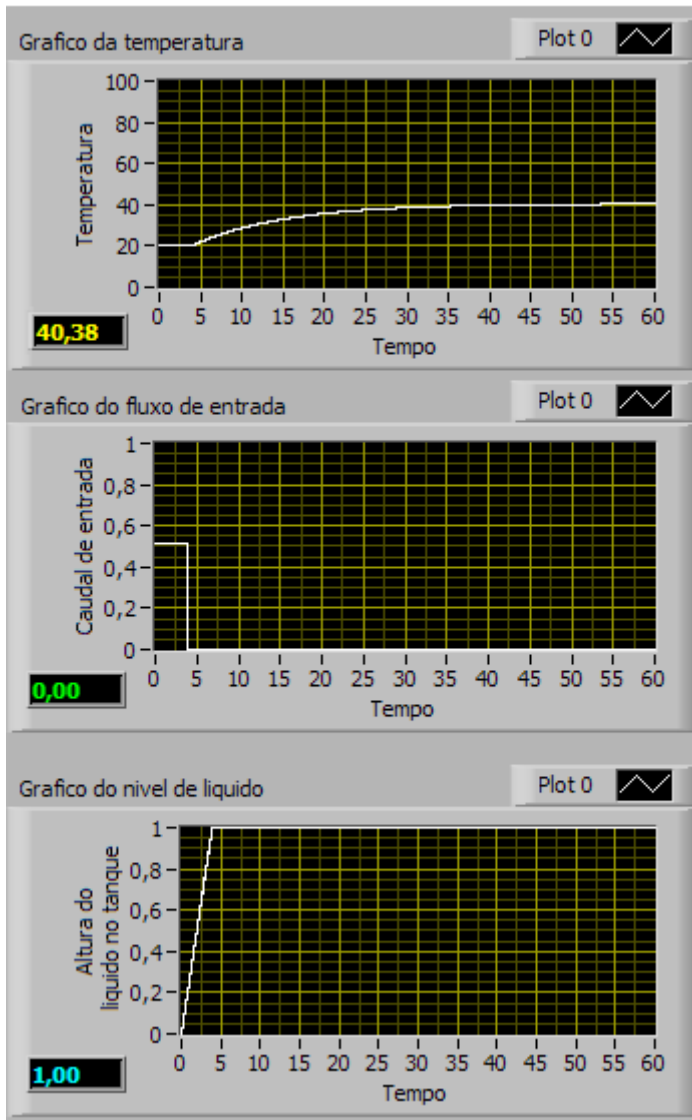 Grafico da temperatura
Plot 0
Temperatura
100
80
60
40
20
0
0 5 10 15 20 25 30 35 40 45 50 55 60
Tempo
40,38
Grafico do fluxo de entrada
Plot 0
Caudal de entrada
1
0,8
0,6
0,4
0,2
0
0 5 10 15 20 25 30 35 40 45 50 55 60
Tempo
0,00
Grafico do nivel de liquido
Plot 0
Altura do
liquido no tanque
1
0,8
0,6
0,4
0,2
0
0 5 10 15 20 25 30 35 40 45 50 55 60
Tempo
1,00